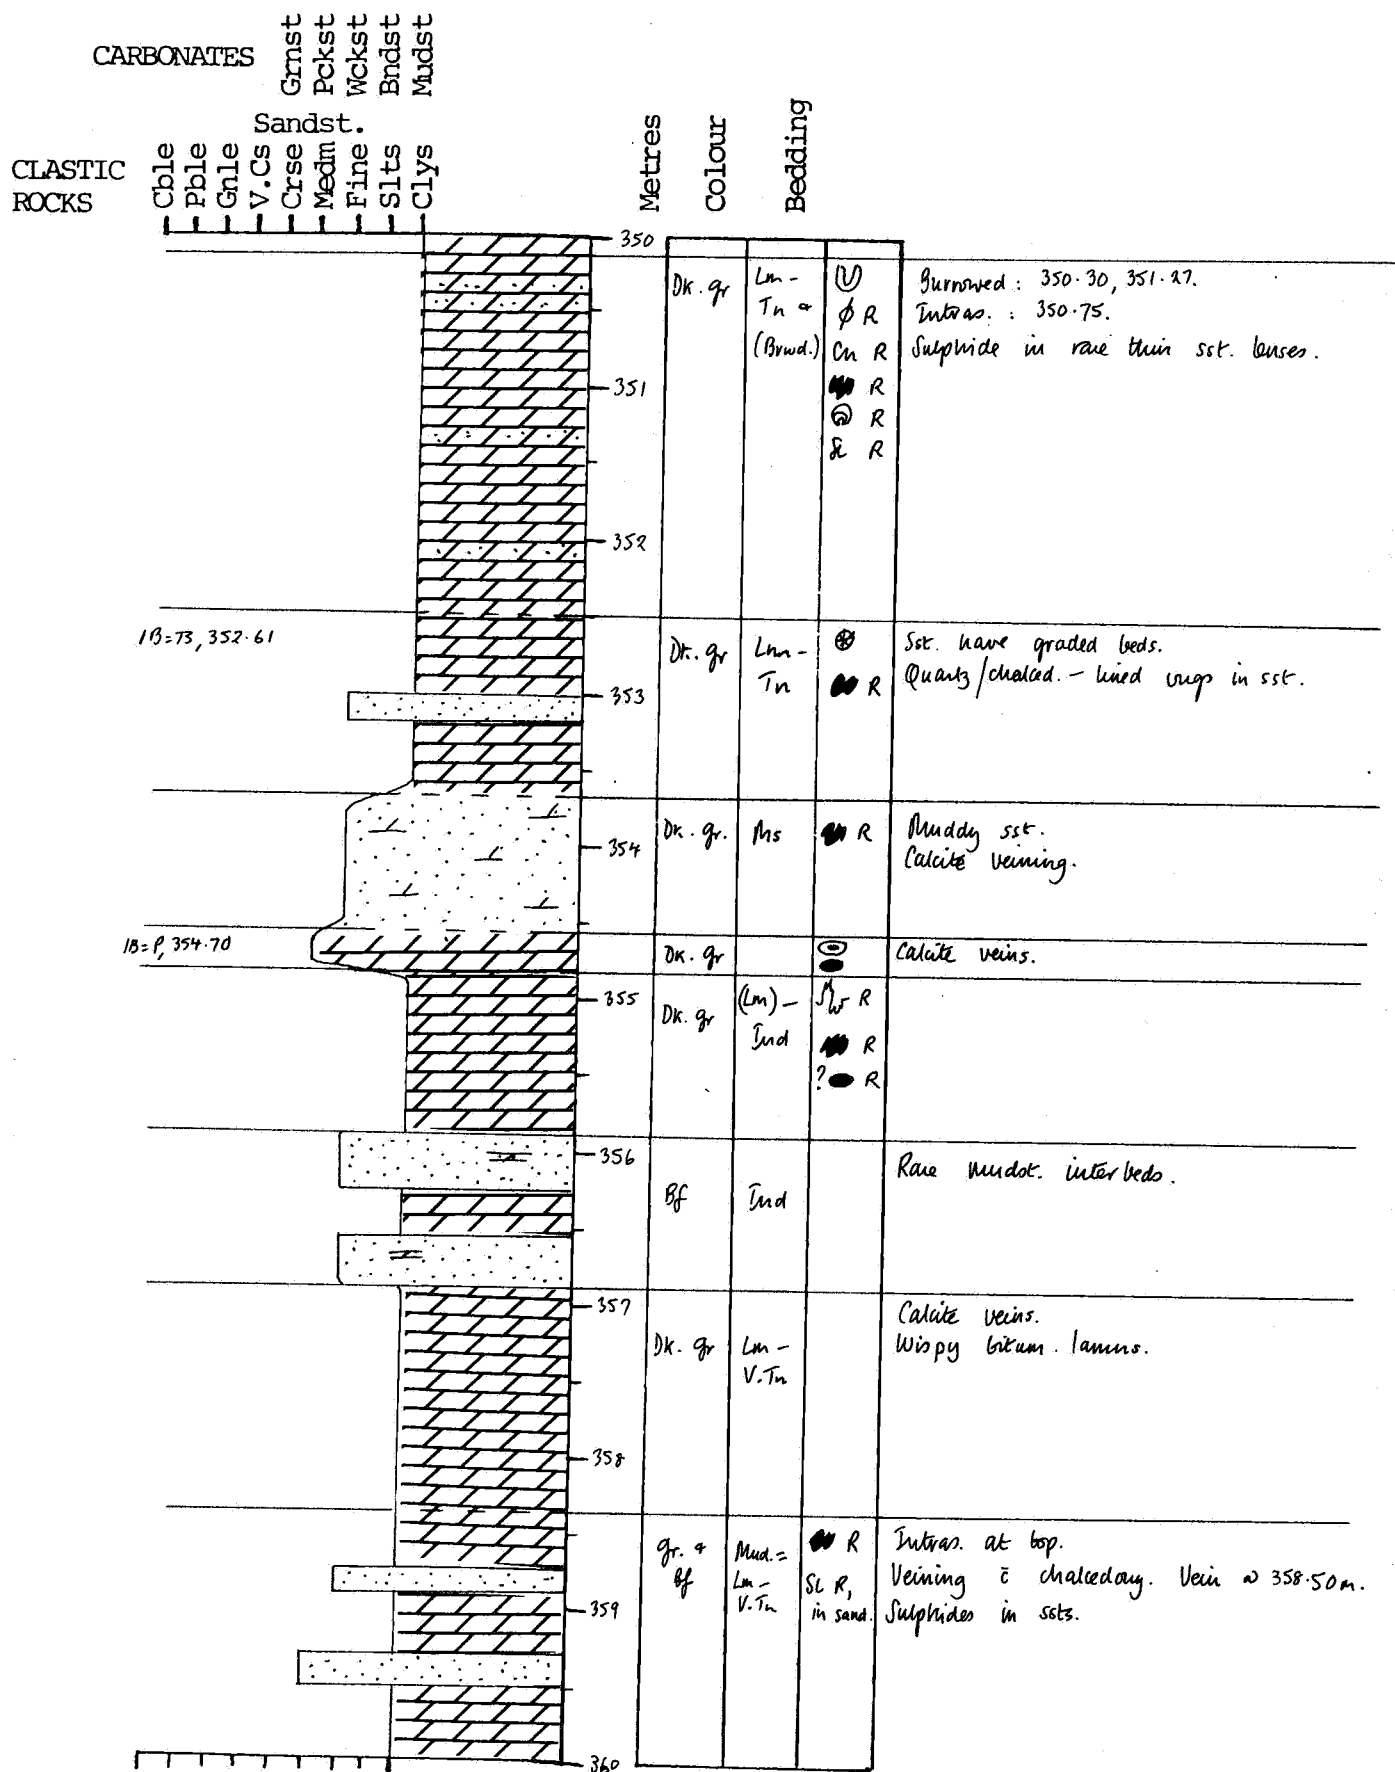 CARBONATES Grnst Pckst Wckst Bndst Mudst
Sandst.
CLASTIC ROCKS Cble Pble Gnle V.Cs Crse Medm Fine Slts Clys
Metres Colour Bedding
350
Dk. gr Lm - Tn & (Brwd.)
U
ϕ R
Cn R
R
R
Sc R
Burrowed : 350.30, 351.27.
Intras. : 350.75.
Sulphide in rare thin sst. lenses.
351
352
1B=73, 352.61
Dk. gr Lmn - Tn
R
Sst. have graded beds.
Quartz/chalced. - lined vugs in sst.
353
Dk. gr. Ms R
Muddy sst.
Calcite veining.
354
1B=P, 354.70
Dk. gr
Calcite veins.
355
Dk. gr (Lm) - Ind
R
R
? R
356
Bf Ind
Rare mudst. interbeds.
357
Dk. gr Lm - V.Tn
Calcite veins.
Wispy bitum. lamns.
358
gr. & Bf
Mud. = Lm - V.Tn
R
Sc R, in sand.
Intras. at top.
Veining c̄ chalcedony. Vein 358.50m.
Sulphides in ssts.
359
360